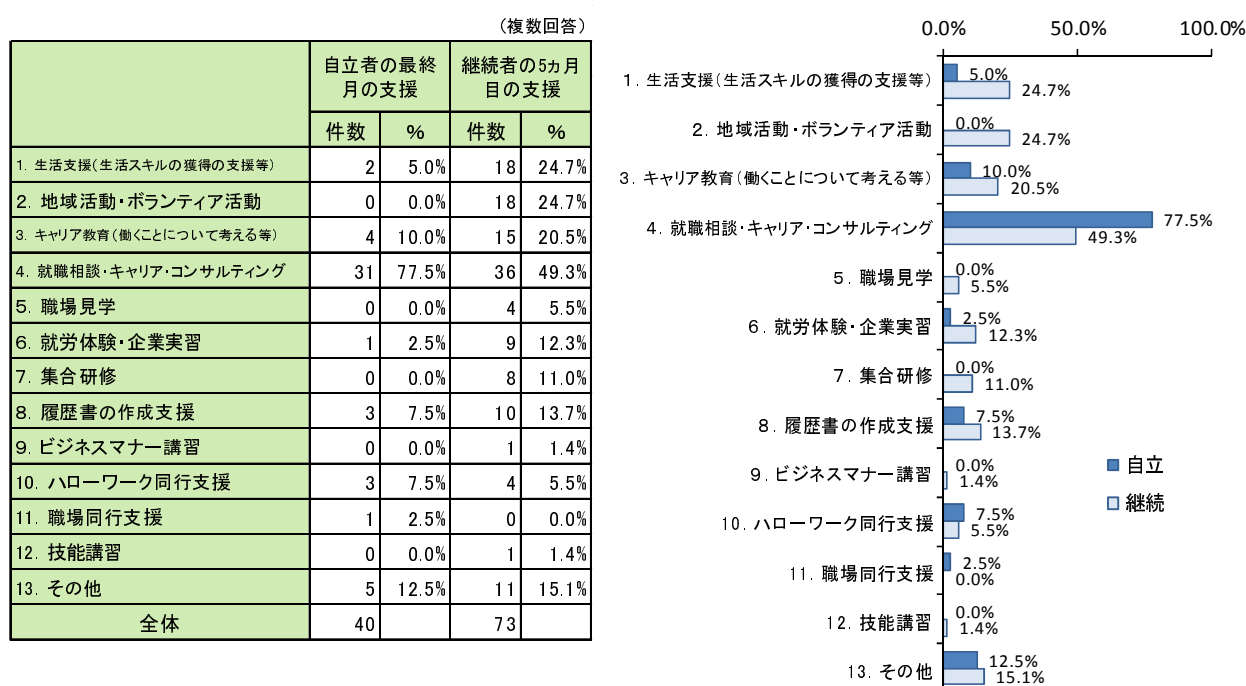 (複数回答)
自立者の最終月の支援 継続者の5ヵ月目の支援
件数 % 件数 %
1. 生活支援(生活スキルの獲得の支援等) 2 5.0% 18 24.7%
2. 地域活動・ボランティア活動 0 0.0% 18 24.7%
3. キャリア教育(働くことについて考える等) 4 10.0% 15 20.5%
4. 就職相談・キャリア・コンサルティング 31 77.5% 36 49.3%
5. 職場見学 0 0.0% 4 5.5%
6. 就労体験・企業実習 1 2.5% 9 12.3%
7. 集合研修 0 0.0% 8 11.0%
8. 履歴書の作成支援 3 7.5% 10 13.7%
9. ビジネスマナー講習 0 0.0% 1 1.4%
10. ハローワーク同行支援 3 7.5% 4 5.5%
11. 職場同行支援 1 2.5% 0 0.0%
12. 技能講習 0 0.0% 1 1.4%
13. その他 5 12.5% 11 15.1%
全体 40 73
0.0% 50.0% 100.0%
1. 生活支援(生活スキルの獲得の支援等) 5.0% 24.7%
2. 地域活動・ボランティア活動 0.0% 24.7%
3. キャリア教育(働くことについて考える等) 10.0% 20.5%
4. 就職相談・キャリア・コンサルティング 77.5% 49.3%
5. 職場見学 0.0% 5.5%
6. 就労体験・企業実習 2.5% 12.3%
7. 集合研修 0.0% 11.0%
8. 履歴書の作成支援 7.5% 13.7%
9. ビジネスマナー講習 0.0% 1.4%
10. ハローワーク同行支援 7.5% 5.5%
11. 職場同行支援 2.5% 0.0%
12. 技能講習 0.0% 1.4%
13. その他 12.5% 15.1%
自立
継続